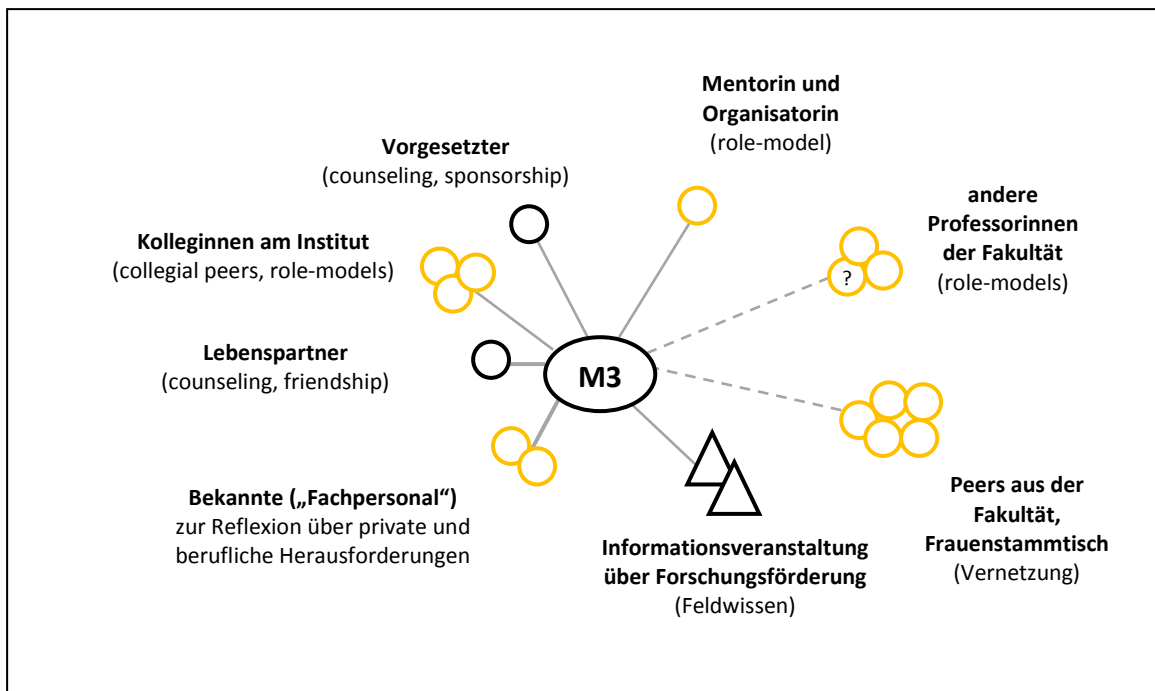 Mentorin und
Organisatorin
(role-model)
Vorgesetzter
(counseling, sponsorship)
andere
Professorinnen
der Fakultät
(role-models)
Kolleginnen am Institut
(collegial peers, role-models)
?
Lebenspartner
(counseling, friendship)
M3
Bekannte („Fachpersonal“)
zur Reflexion über private und
berufliche Herausforderungen
Informationsveranstaltung
über Forschungsförderung
(Feldwissen)
Peers aus der
Fakultät,
Frauenstammtisch
(Vernetzung)